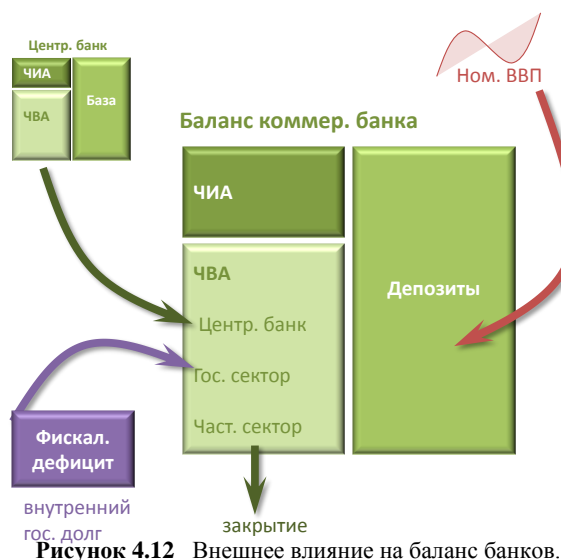 Центр. банк
ЧИА
ЧВА
База
Ном. ВВП
Баланс коммер. банка
ЧИА
ЧВА
Центр. банк
Гос. сектор
Част. сектор
Депозиты
Фискал.
дефицит
внутренний
гос. долг
закрытие
Рисунок 4.12 Внешнее влияние на баланс банков.